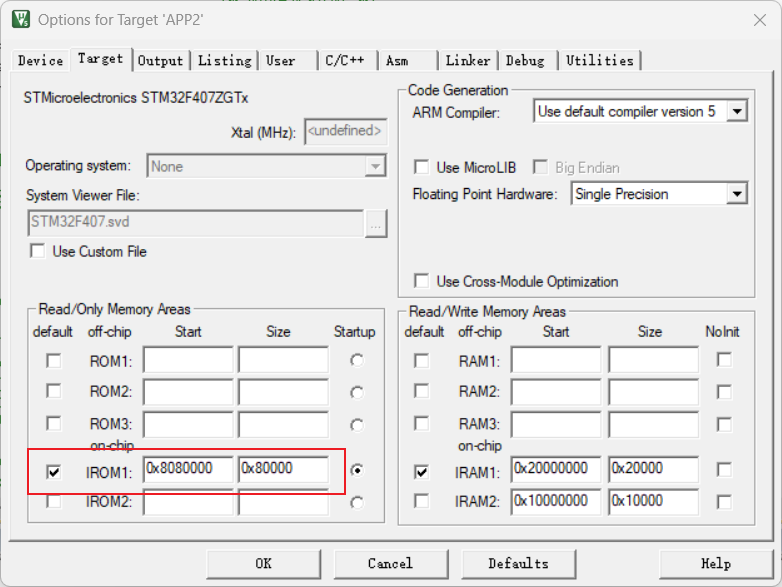 Options for Target 'APP2'
Device Target Output Listing User C/C++ Asm Linker Debug Utilities
STMicroelectronics STM32F407ZGTx
Xtal (MHz): <undefined>
Operating system: None
System Viewer File:
STM32F407.svd
...
Use Custom File
Code Generation
ARM Compiler: Use default compiler version 5
Use MicroLIB Big Endian
Floating Point Hardware: Single Precision
Use Cross-Module Optimization
Read/Only Memory Areas
default off-chip Start Size Startup
ROM1:
ROM2:
ROM3:
on-chip
IROM1: 0x8080000 0x80000
IROM2:
Read/Write Memory Areas
default off-chip Start Size NoInit
RAM1:
RAM2:
RAM3:
on-chip
IRAM1: 0x20000000 0x20000
IRAM2: 0x10000000 0x10000
OK Cancel Defaults Help